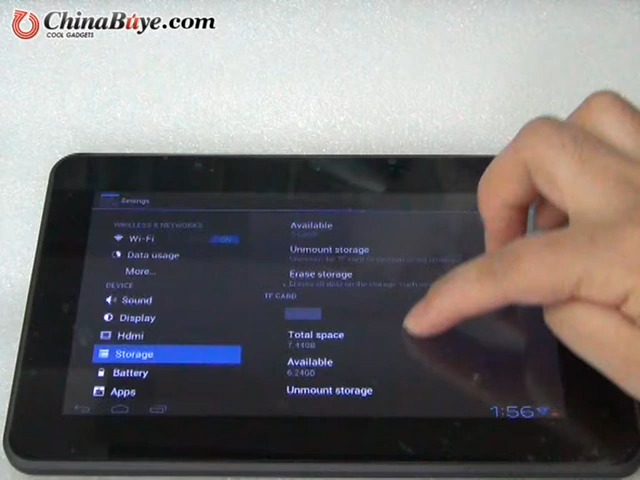 ChinaBuye.com
COOL GADGETS
Settings
WIRELESS & NETWORKS
Wi-Fi
ON
Data usage
More...
DEVICE
Sound
Display
Hdmi
Storage
Battery
Apps
Available
Unmount storage
Erase storage
TF CARD
Total space
7.44GB
Available
6.24GB
Unmount storage
1:56